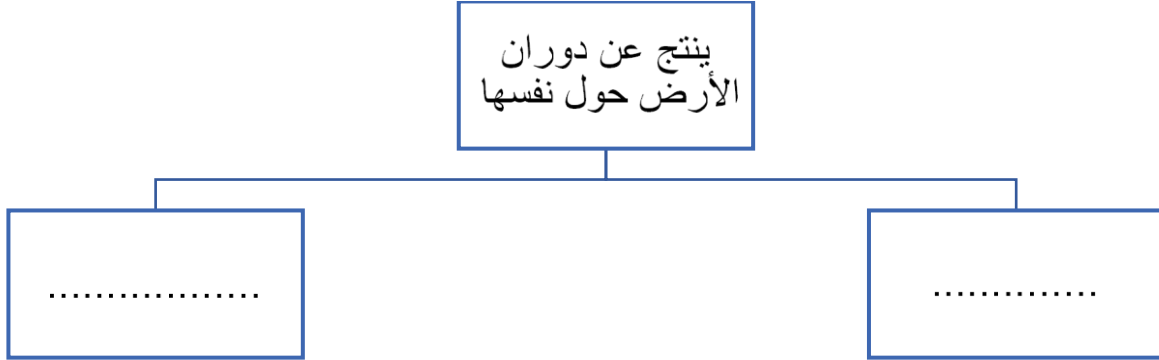 ينتج عن دوران
الأرض حول نفسها
..............
..................